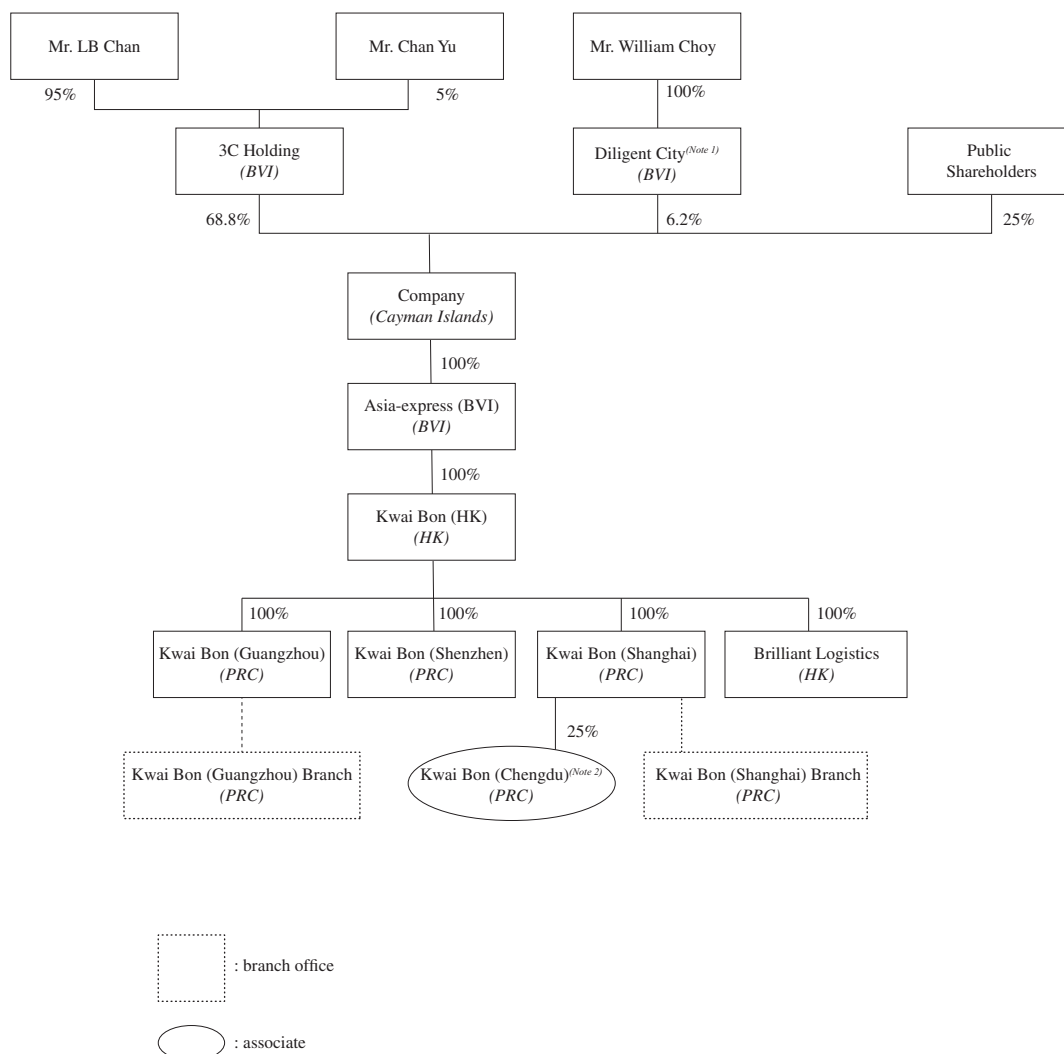 Mr. LB Chan
Mr. Chan Yu
Mr. William Choy
95%
5%
100%
3C Holding
(BVI)
Diligent City(Note 1)
(BVI)
Public
Shareholders
68.8%
6.2%
25%
Company
(Cayman Islands)
100%
Asia-express (BVI)
(BVI)
100%
Kwai Bon (HK)
(HK)
100%
100%
100%
100%
Kwai Bon (Guangzhou)
(PRC)
Kwai Bon (Shenzhen)
(PRC)
Kwai Bon (Shanghai)
(PRC)
Brilliant Logistics
(HK)
25%
Kwai Bon (Guangzhou) Branch
(PRC)
Kwai Bon (Chengdu)(Note 2)
(PRC)
Kwai Bon (Shanghai) Branch
(PRC)
: branch office
: associate